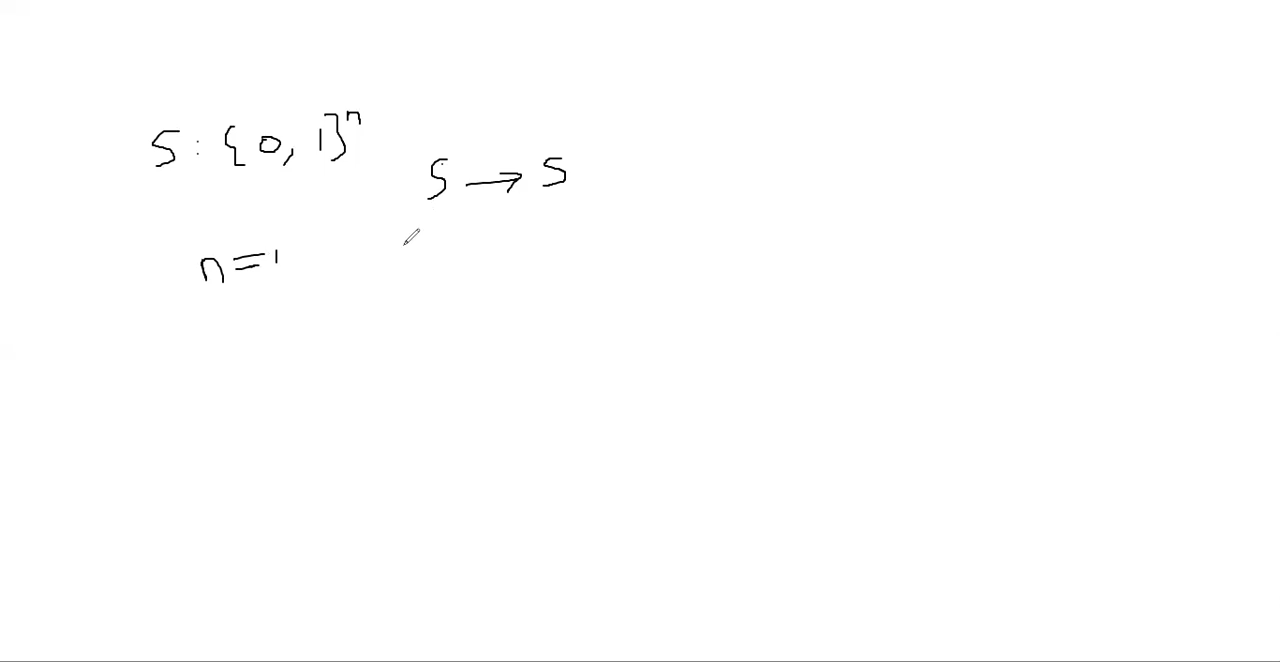 S : {0, 1}ⁿ
S → S
n = 1